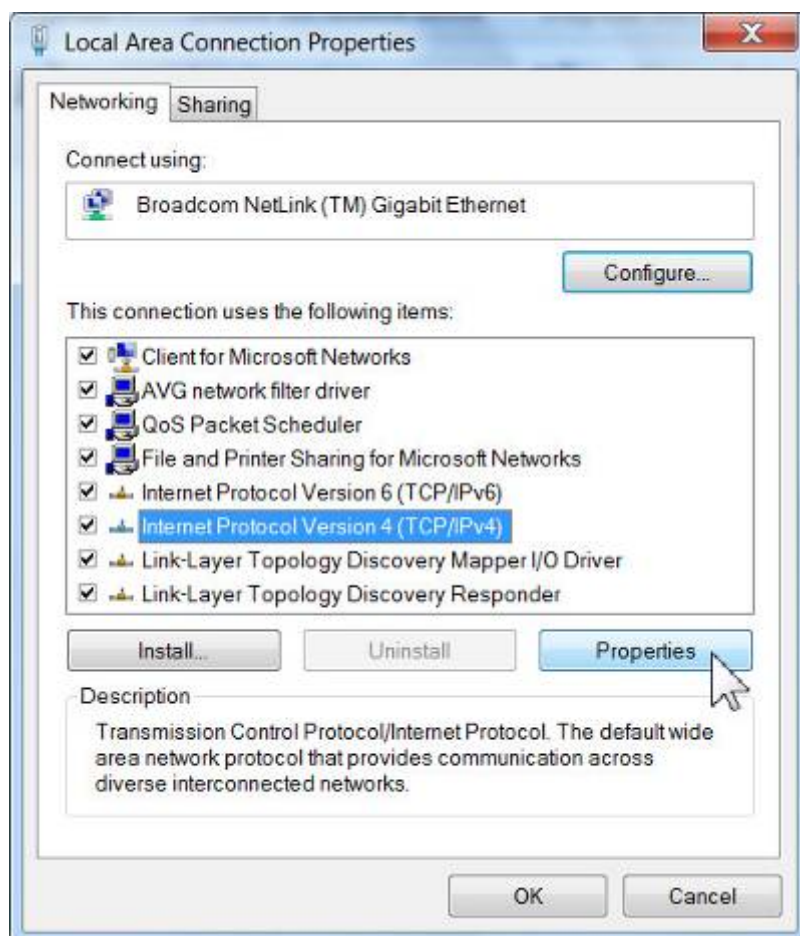 Local Area Connection Properties
Networking
Sharing
Connect using:
Broadcom NetLink (TM) Gigabit Ethernet
Configure...
This connection uses the following items:
Client for Microsoft Networks
AVG network filter driver
QoS Packet Scheduler
File and Printer Sharing for Microsoft Networks
Internet Protocol Version 6 (TCP/IPv6)
Internet Protocol Version 4 (TCP/IPv4)
Link-Layer Topology Discovery Mapper I/O Driver
Link-Layer Topology Discovery Responder
Install...
Uninstall
Properties
Description
Transmission Control Protocol/Internet Protocol. The default wide
area network protocol that provides communication across
diverse interconnected networks.
OK
Cancel